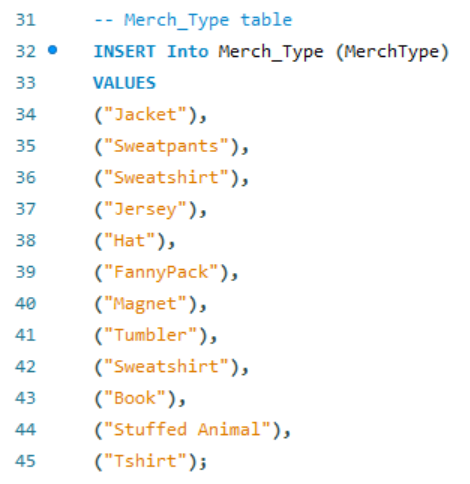 31 -- Merch_Type table
32 INSERT Into Merch_Type (MerchType)
33 VALUES
34 ("Jacket"),
35 ("Sweatpants"),
36 ("Sweatshirt"),
37 ("Jersey"),
38 ("Hat"),
39 ("FannyPack"),
40 ("Magnet"),
41 ("Tumbler"),
42 ("Sweatshirt"),
43 ("Book"),
44 ("Stuffed Animal"),
45 ("Tshirt");